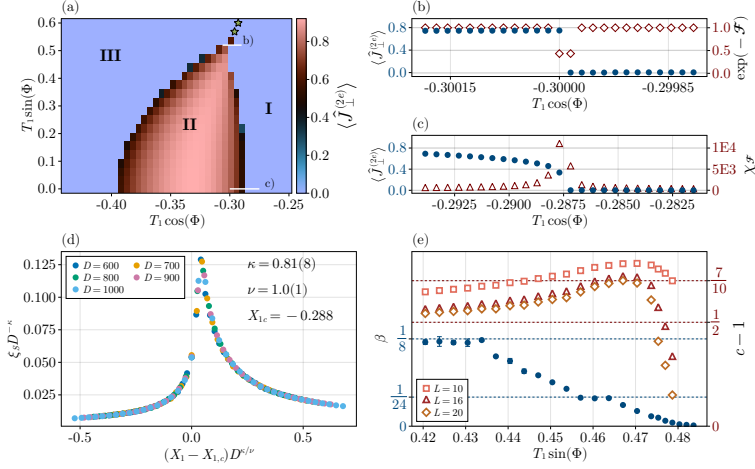 (a)
0.6
0.5
0.4
0.3
0.2
0.1
0.0
T₁ sin(Φ)
III
II
I
b)
c)
-0.40
-0.35
-0.30
-0.25
T₁ cos(Φ)
0.8
0.6
0.4
0.2
0.0
⟨Ĵ⊥^(2e)⟩
(b)
0.8
0.4
0.0
⟨Ĵ⊥^(2e)⟩
1.0
0.5
0.0
exp(−𝓕)
-0.30015
-0.30000
-0.29985
T₁ cos(Φ)
(c)
0.8
0.4
0.0
⟨Ĵ⊥^(2e)⟩
1E4
5E3
0
χ𝓕
-0.2925
-0.2900
-0.2875
-0.2850
-0.2825
T₁ cos(Φ)
(d)
0.125
0.100
0.075
0.050
0.025
ξ_S D^−κ
D=600
D=700
D=800
D=900
D=1000
κ = 0.81(8)
ν = 1.0(1)
X₁c = −0.288
-0.5
0.0
0.5
(X₁ − X₁,c)D^κ/ν
(e)
β
1/8
1/24
0
7/10
1/2
0
c − 1
L=10
L=16
L=20
0.42
0.43
0.44
0.45
0.46
0.47
0.48
T₁ sin(Φ)